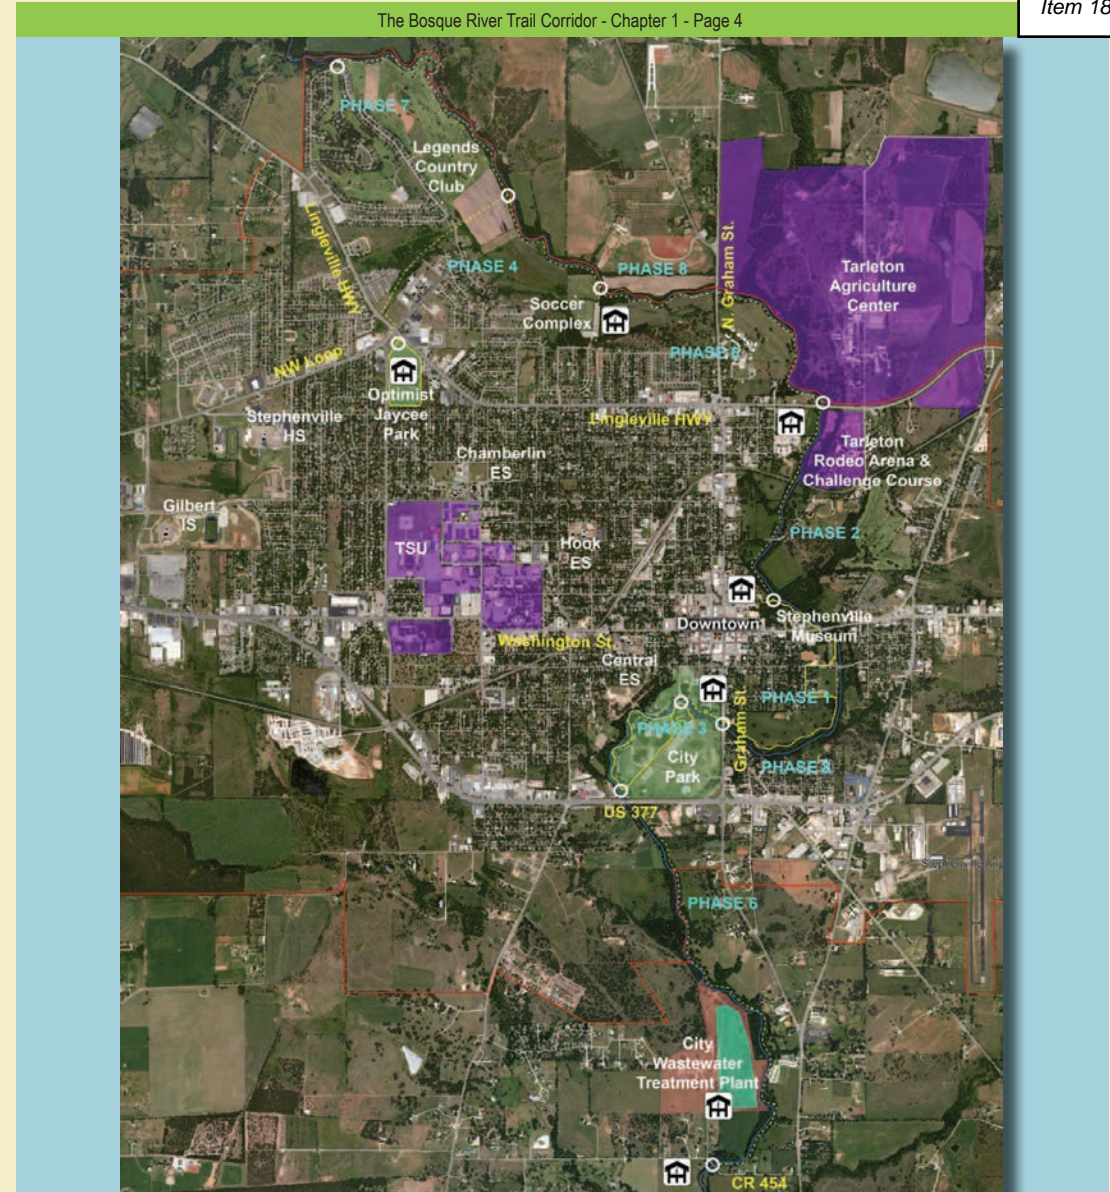 Item 18
The Bosque River Trail Corridor - Chapter 1 - Page 4
PHASE 7
Legends
Country
Club
Lingleville HWY
PHASE 4
PHASE 8
N. Graham St.
Tarleton
Agriculture
Center
Soccer
Complex
NW Loop
Optimist
Jaycee
Park
Stephenville
HS
Lingleville HWY
Chamberlin
ES
Tarleton
Rodeo Arena &
Challenge Course
Gilbert
IS
TSU
Hook
ES
PHASE 2
Downtown
Stephenville
Museum
Washington St.
Central
ES
PHASE 1
PHASE 3
Graham St.
City
Park
PHASE
US 377
PHASE 6
City
Wastewater
Treatment Plant
CR 454